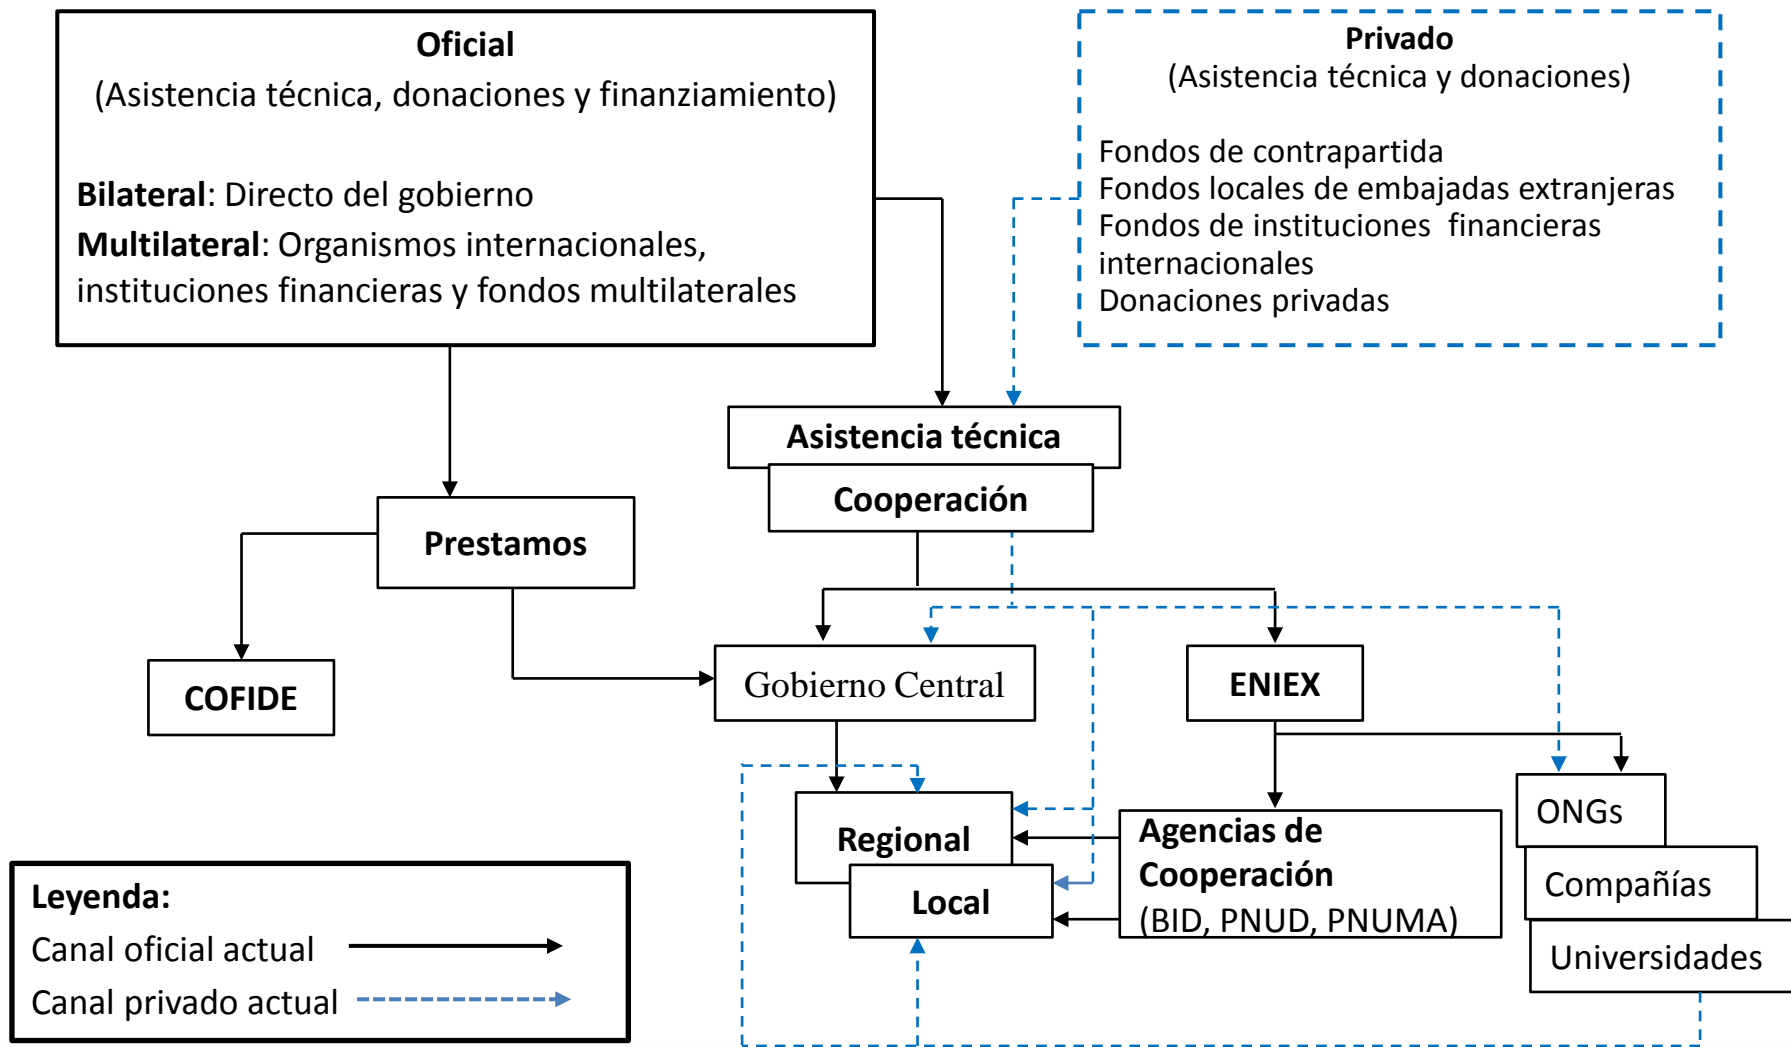 Oficial
(Asistencia técnica, donaciones y finanziamiento)
Bilateral: Directo del gobierno
Multilateral: Organismos internacionales,
instituciones financieras y fondos multilaterales
Privado
(Asistencia técnica y donaciones)
Fondos de contrapartida
Fondos locales de embajadas extranjeras
Fondos de instituciones financieras
internacionales
Donaciones privadas
Asistencia técnica
Cooperación
Prestamos
COFIDE
Gobierno Central
ENIEX
Regional
Local
Agencias de
Cooperación
(BID, PNUD, PNUMA)
ONGs
Compañías
Universidades
Leyenda:
Canal oficial actual
Canal privado actual